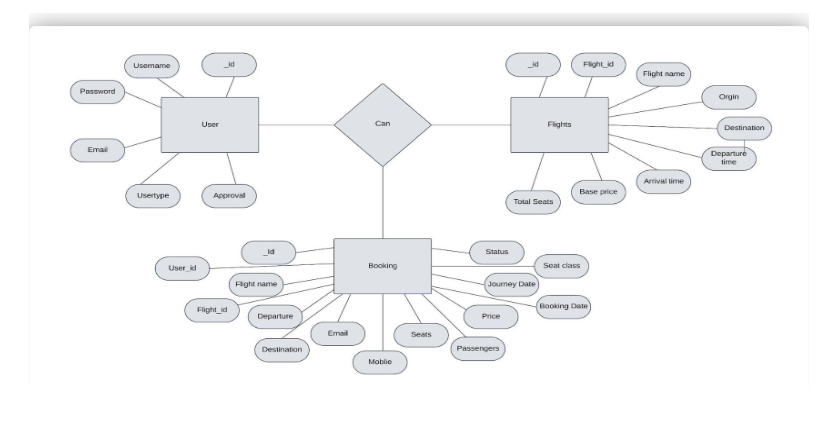 Username
_id
Password
User
Email
Usertype
Approval
Can
_id
Flight_id
Flight name
Orgin
Destination
Departure
time
Arrival time
Base price
Total Seats
Flights
_Id
User_id
Flight name
Flight_id
Departure
Destination
Email
Moblie
Seats
Passengers
Price
Booking Date
Journey Date
Seat class
Status
Booking